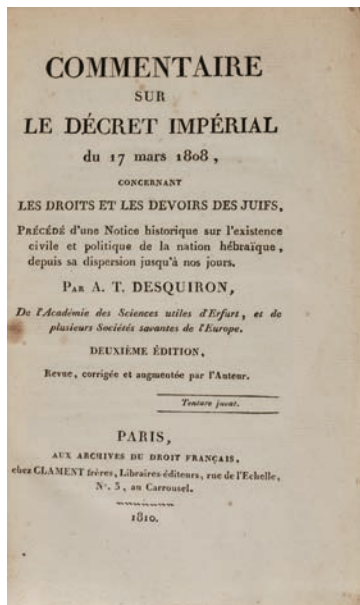 COMMENTAIRE
SUR
LE DÉCRET IMPÉRIAL
du 17 mars 1808,
CONCERNANT
LES DROITS ET LES DEVOIRS DES JUIFS,
PRÉCÉDÉ d'une Notice historique sur l'existence
civile et politique de la nation hébraïque,
depuis sa dispersion jusqu'à nos jours.
PAR A. T. DESQUIRON,
De l'Académie des Sciences utiles d'Erfurt, et de
plusieurs Sociétés savantes de l'Europe.
DEUXIÈME ÉDITION,
Revue, corrigée et augmentée par l'Auteur.
Tentare juvat.
PARIS,
AUX ARCHIVES DU DROIT FRANÇAIS,
chez CLAMENT frères, Libraires-éditeurs, rue de l'Echelle,
N°. 3, au Carrousel.
1810.